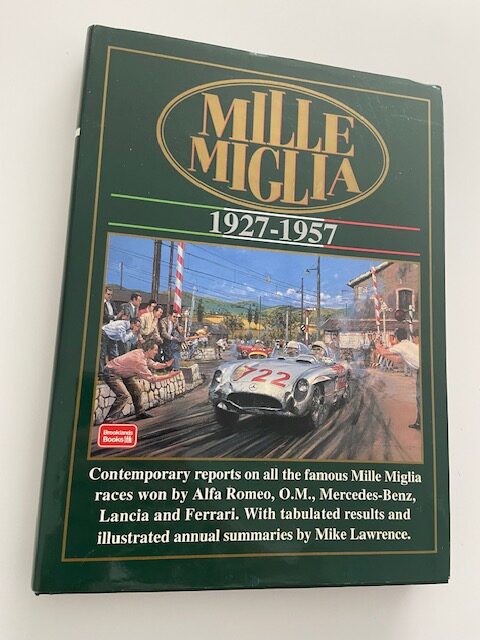 MILLE
MIGLIA
1927-1957
722
Brooklands
Books
Contemporary reports on all the famous Mille Miglia
races won by Alfa Romeo, O.M., Mercedes-Benz,
Lancia and Ferrari. With tabulated results and
illustrated annual summaries by Mike Lawrence.